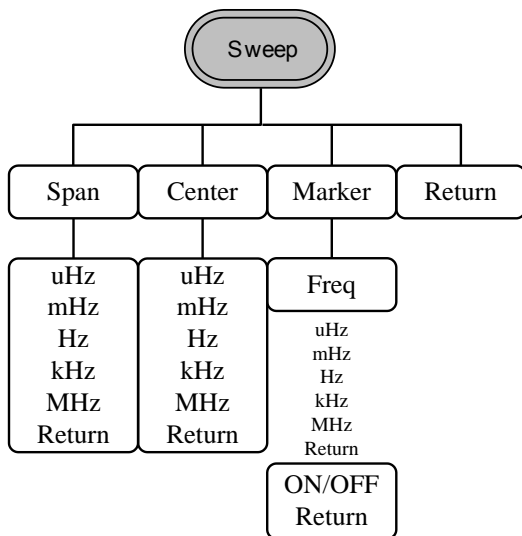 Sweep
Span
Center
Marker
Return
uHz
mHz
Hz
kHz
MHz
Return
uHz
mHz
Hz
kHz
MHz
Return
Freq
uHz
mHz
Hz
kHz
MHz
Return
ON/OFF
Return